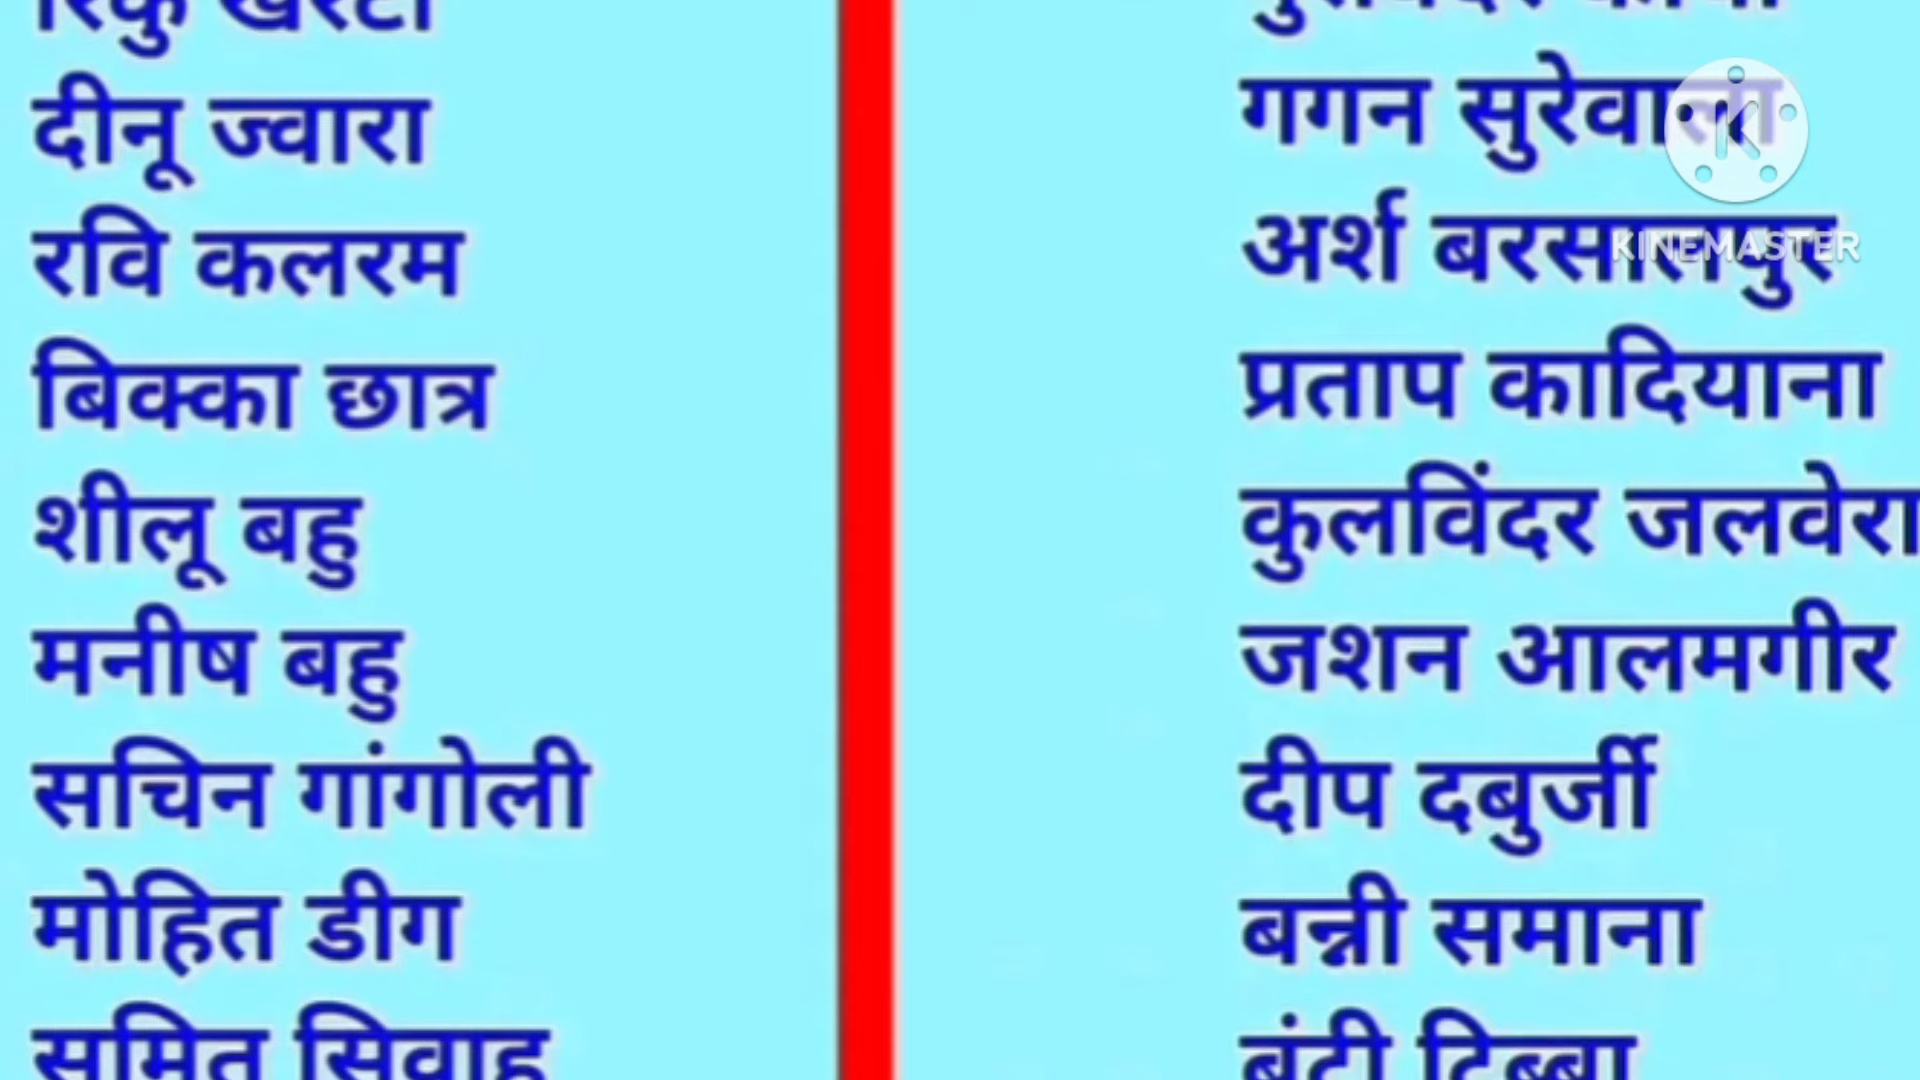 दीनू ज्वारा
रवि कलरम
बिक्का छात्र
शीलू बहु
मनीष बहु
सचिन गांगोली
मोहित डीग
सुमित सिवाह
गगन सुरेवाला
अर्श बरसालपुर
KINEMASTER
प्रताप कादियाना
कुलविंदर जलवेरा
जशन आलमगीर
दीप दबुर्जी
बन्नी समाना
बंटी टिब्बा